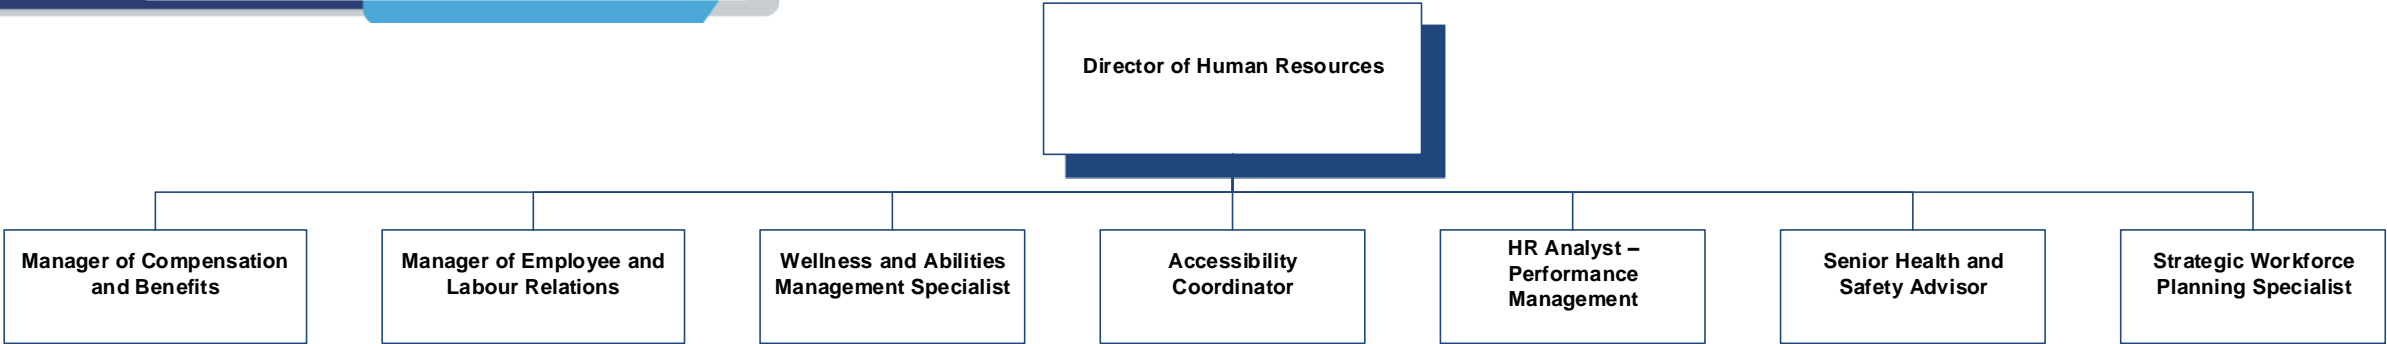 Director of Human Resources
Manager of Compensation
and Benefits
Manager of Employee and
Labour Relations
Wellness and Abilities
Management Specialist
Accessibility
Coordinator
HR Analyst –
Performance
Management
Senior Health and
Safety Advisor
Strategic Workforce
Planning Specialist